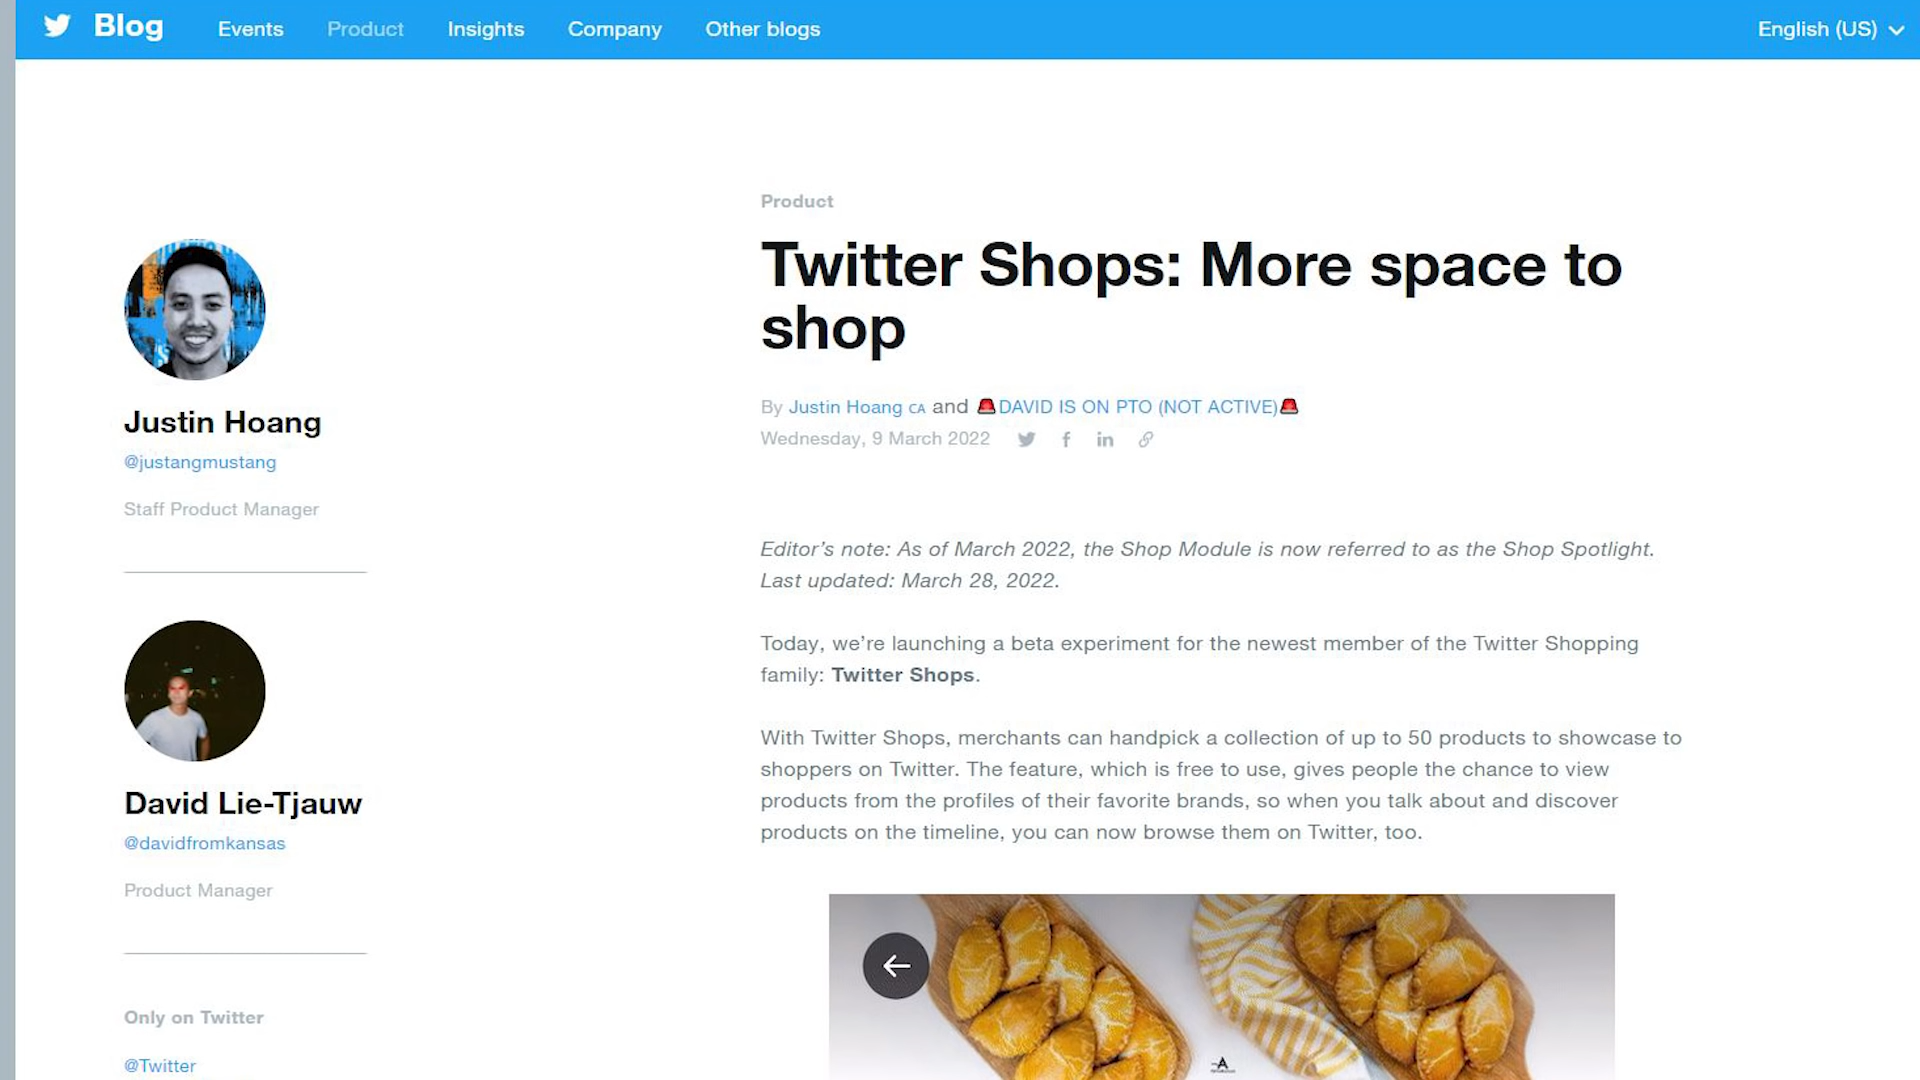 Blog Events Product Insights Company Other blogs English (US)
Product
Twitter Shops: More space to
shop
By Justin Hoang CA and 🚨DAVID IS ON PTO (NOT ACTIVE)🚨
Wednesday, 9 March 2022
Justin Hoang
@justangmustang
Staff Product Manager
David Lie-Tjauw
@davidfromkansas
Product Manager
Only on Twitter
@Twitter
Editor's note: As of March 2022, the Shop Module is now referred to as the Shop Spotlight.
Last updated: March 28, 2022.
Today, we're launching a beta experiment for the newest member of the Twitter Shopping
family: Twitter Shops.
With Twitter Shops, merchants can handpick a collection of up to 50 products to showcase to
shoppers on Twitter. The feature, which is free to use, gives people the chance to view
products from the profiles of their favorite brands, so when you talk about and discover
products on the timeline, you can now browse them on Twitter, too.